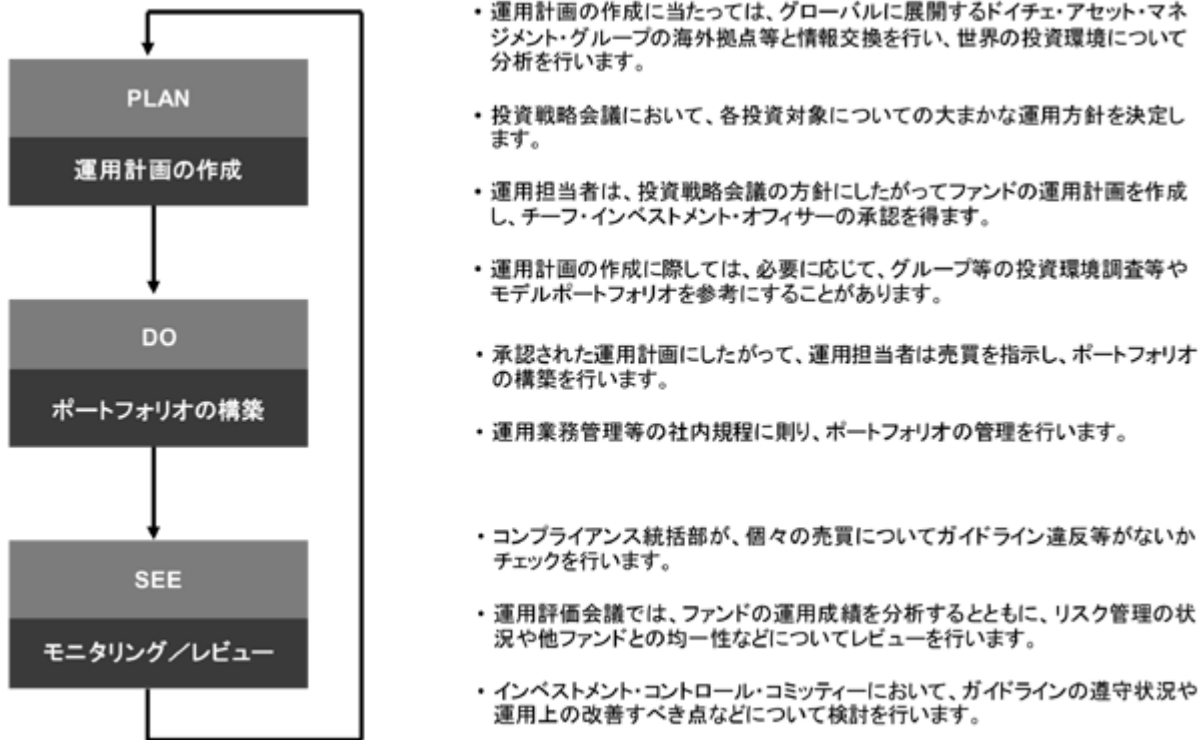 PLAN
運用計画の作成
・運用計画の作成に当たっては、グローバルに展開するドイチェ・アセット・マネ
ジメント・グループの海外拠点等と情報交換を行い、世界の投資環境について
分析を行います。
・投資戦略会議において、各投資対象についての大まかな運用方針を決定し
ます。
・運用担当者は、投資戦略会議の方針にしたがってファンドの運用計画を作成
し、チーフ・インベストメント・オフィサーの承認を得ます。
・運用計画の作成に際しては、必要に応じて、グループ等の投資環境調査等や
モデルポートフォリオを参考にすることがあります。
DO
ポートフォリオの構築
・承認された運用計画にしたがって、運用担当者は売買を指示し、ポートフォリオ
の構築を行います。
・運用業務管理等の社内規程に則り、ポートフォリオの管理を行います。
SEE
モニタリング／レビュー
・コンプライアンス統括部が、個々の売買についてガイドライン違反等がないか
チェックを行います。
・運用評価会議では、ファンドの運用成績を分析するとともに、リスク管理の状
況や他ファンドとの均一性などについてレビューを行います。
・インベストメント・コントロール・コミッティーにおいて、ガイドラインの遵守状況や
運用上の改善すべき点などについて検討を行います。